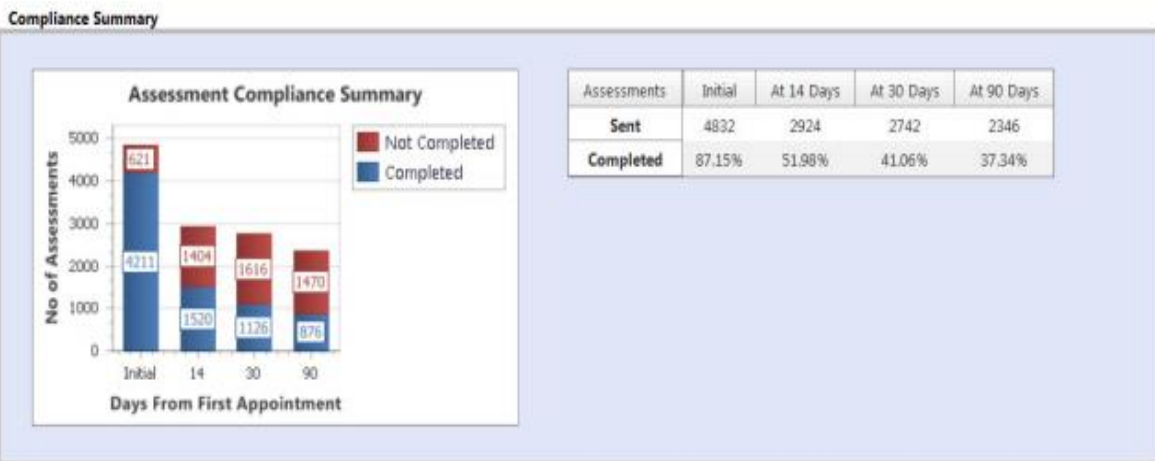 Compliance Summary
Assessment Compliance Summary
No of Assessments
5000
4000
3000
2000
1000
0
621
4211
1404
1520
1616
1126
1470
876
Initial 14 30 90
Days From First Appointment
Not Completed
Completed
Assessments Initial At 14 Days At 30 Days At 90 Days
Sent 4832 2924 2742 2346
Completed 87.15% 51.98% 41.06% 37.34%